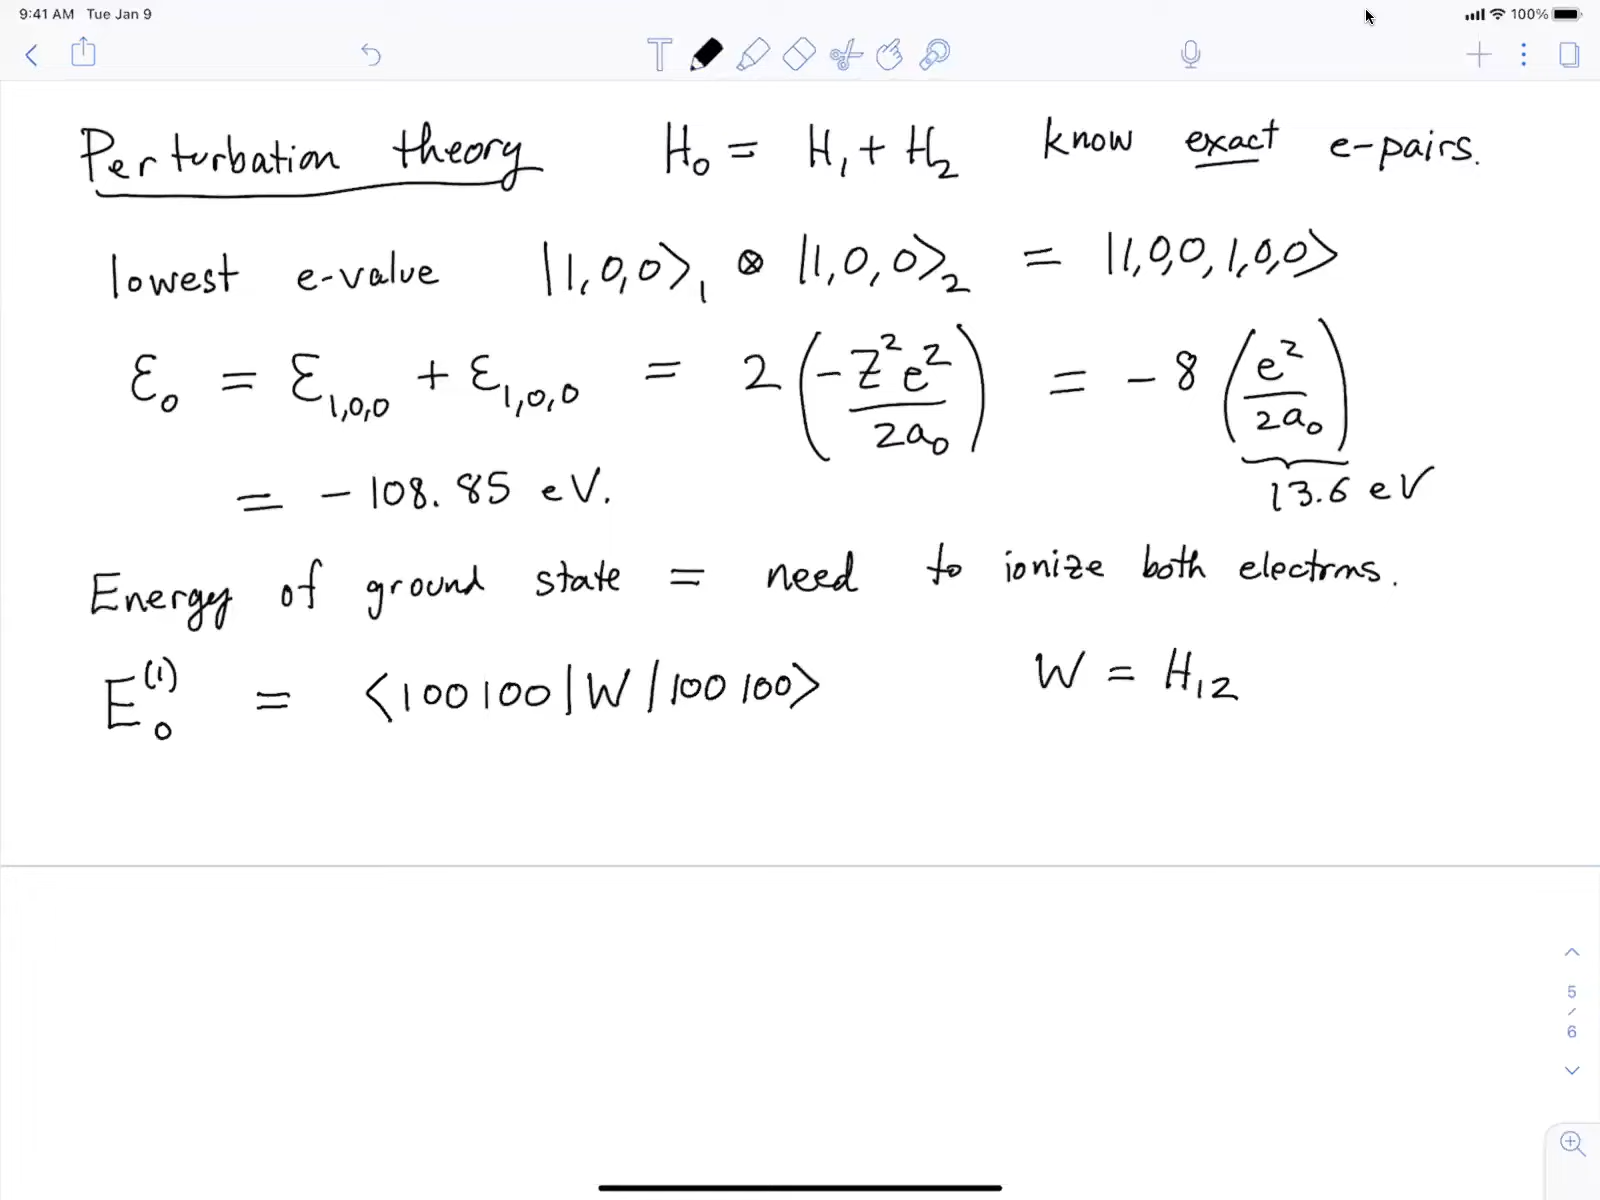 9:41 AM Tue Jan 9 100%
T
Perturbation theory H₀ = H₁ + H₂ know exact e-pairs.
lowest e-value |1,0,0⟩₁ ⊗ |1,0,0⟩₂ = |1,0,0,1,0,0⟩
ℰ₀ = ℰ₁,₀,₀ + ℰ₁,₀,₀ = 2 (-Z²e²/2a₀) = -8 (e²/2a₀)
= -108.85 eV. 13.6 eV
Energy of ground state = need to ionize both electrons.
E₀⁽¹⁾ = ⟨100100|W|100100⟩ W = H₁₂
5
/
6